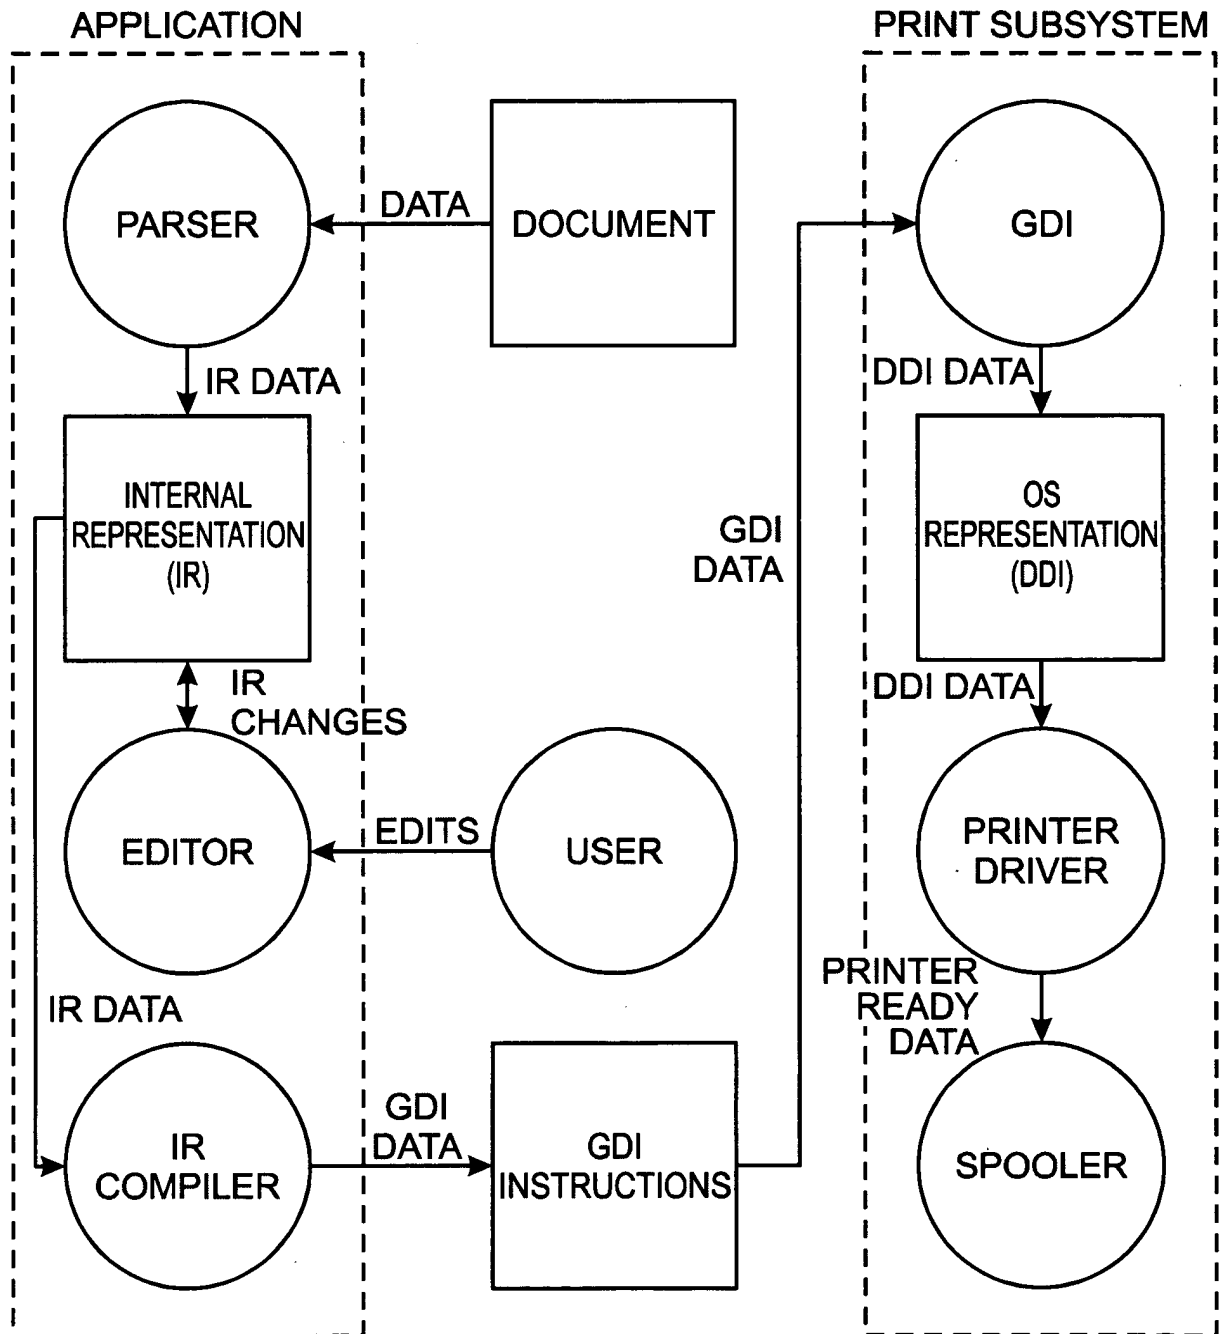 APPLICATION
PRINT SUBSYSTEM
PARSER
DATA
DOCUMENT
GDI
IR DATA
DDI DATA
INTERNAL
REPRESENTATION
(IR)
GDI
DATA
OS
REPRESENTATION
(DDI)
IR
CHANGES
DDI DATA
EDITOR
EDITS
USER
PRINTER
DRIVER
IR DATA
PRINTER
READY
DATA
IR
COMPILER
GDI
DATA
GDI
INSTRUCTIONS
SPOOLER